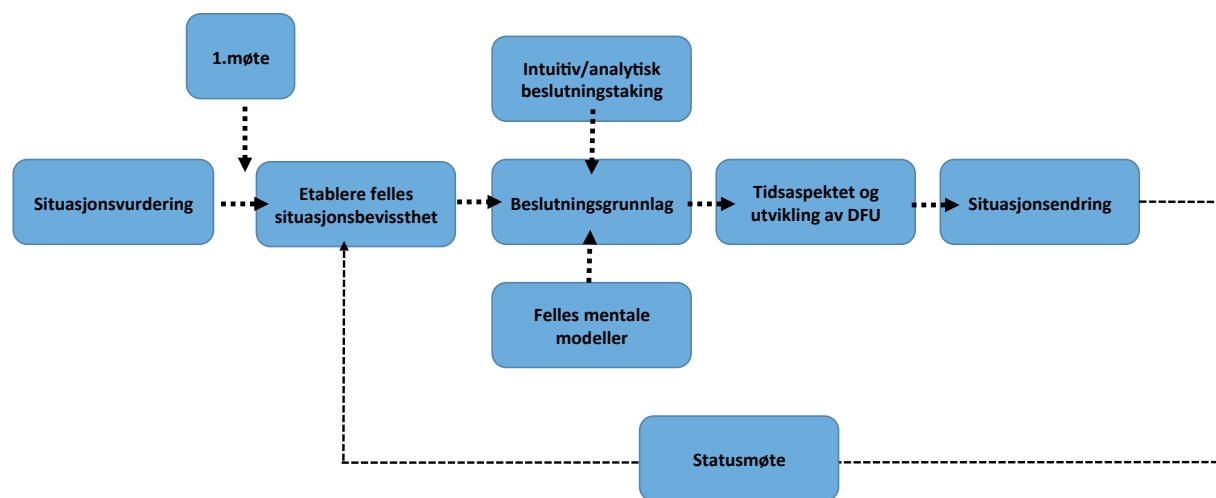 1.møte
Intuitiv/analytisk
beslutningstaking
Situasjonsvurdering
Etablere felles
situasjonsbevissthet
Beslutningsgrunnlag
Tidsaspektet og
utvikling av DFU
Situasjonsendring
Felles mentale
modeller
Statusmøte